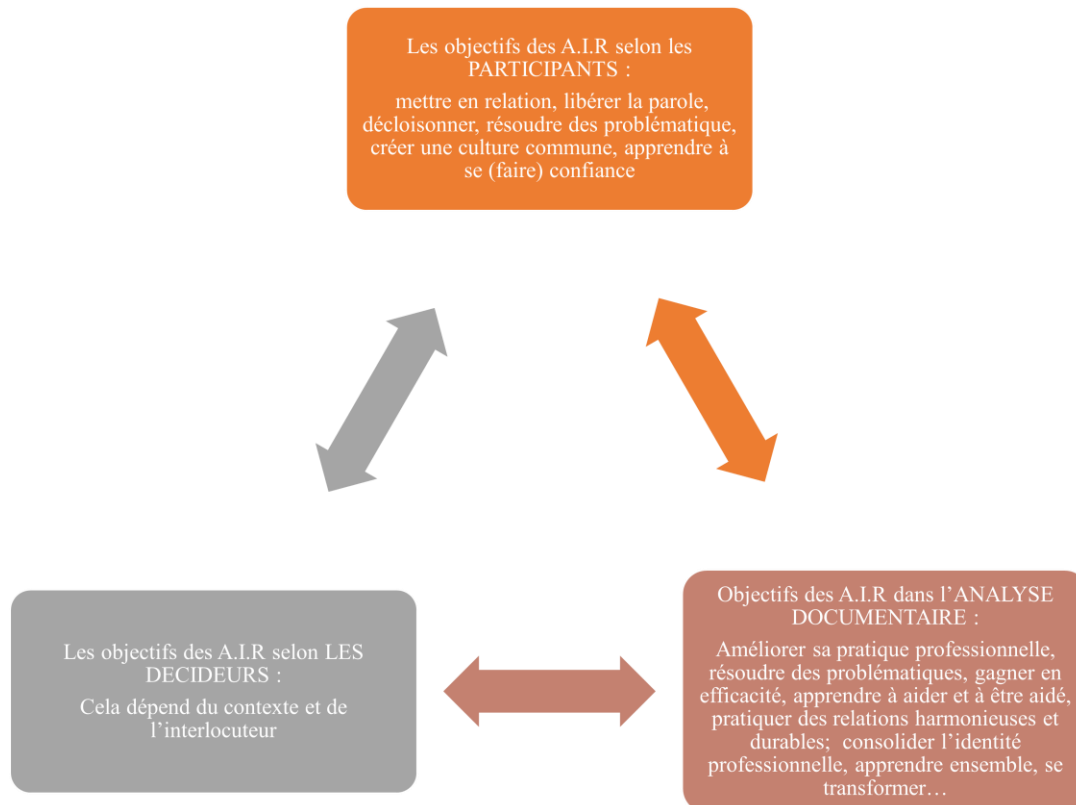 Les objectifs des A.I.R selon les
PARTICIPANTS :
mettre en relation, libérer la parole,
décloisonner, résoudre des problématique,
créer une culture commune, apprendre à
se (faire) confiance
Les objectifs des A.I.R selon LES
DECIDEURS :
Cela dépend du contexte et de
l'interlocuteur
Objectifs des A.I.R dans l'ANALYSE
DOCUMENTAIRE :
Améliorer sa pratique professionnelle,
résoudre des problématiques, gagner en
efficacité, apprendre à aider et à être aidé,
pratiquer des relations harmonieuses et
durables;  consolider l'identité
professionnelle, apprendre ensemble, se
transformer…